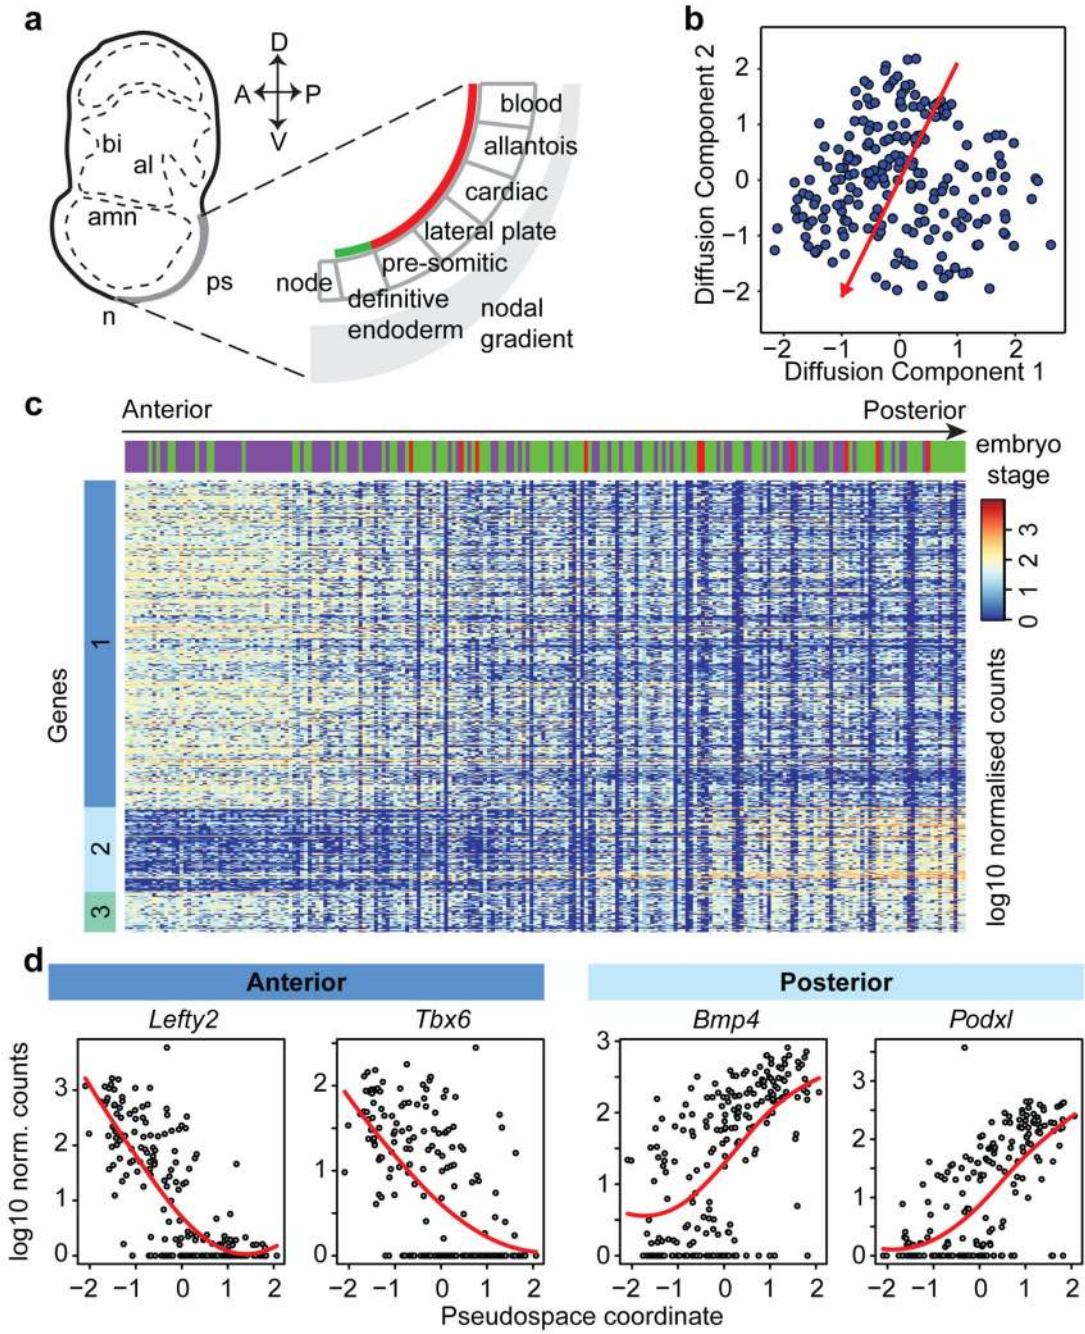 a
D
A P
V
bi
al
amn
ps
n
blood
allantois
cardiac
lateral plate
pre-somitic
node
definitive
endoderm
nodal
gradient
b
Diffusion Component 2
2
1
0
−1
−2
−2 −1 0 1 2
Diffusion Component 1
c
Anterior Posterior
embryo
stage
Genes
1
2
3
0 1 2 3
log10 normalised counts
d
Anterior Posterior
Lefty2 Tbx6 Bmp4 Podxl
log10 norm. counts
3
2
1
0
−2 −1 0 1 2
2
1
0
−2 −1 0 1 2
3
2
1
0
−2 −1 0 1 2
3
2
1
0
−2 −1 0 1 2
Pseudospace coordinate